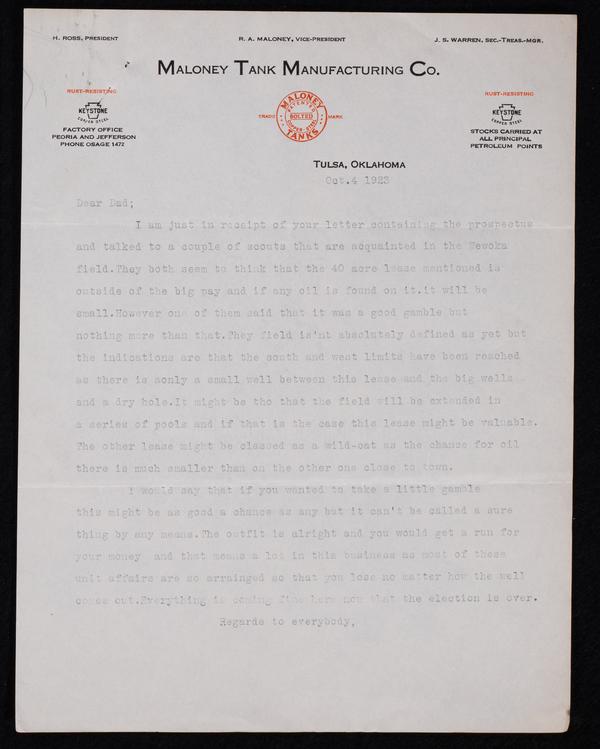 H. ROSS, PRESIDENT
R. A. MALONEY, VICE-PRESIDENT
J. S. WARREN, SEC.-TREAS.-MGR.
MALONEY TANK MANUFACTURING CO.
RUST-RESISTING
KEYSTONE
COPPER STEEL
FACTORY OFFICE
PEORIA AND JEFFERSON
PHONE OSAGE 1472
TRADE MARK
MALONEY
PATENTED
BOLTED
COPPER-STEEL
TANKS
RUST-RESISTING
KEYSTONE
COPPER STEEL
STOCKS CARRIED AT
ALL PRINCIPAL
PETROLEUM POINTS
TULSA, OKLAHOMA
Oct.4 1923
Dear Dad;
I am just in receipt of your letter containing the prospectus
and talked to a couple of scouts that are acquainted in the Wewoka
field.They both seem to think that the 40 acre lease mentioned is
outside of the big pay and if any oil is found on it.it will be
small.However one of them said that it was a good gamble but
nothing more than that.They field is'nt absolutely defined as yet but
the indications are that the south and west limits have been reached
as there is aonly a small well between this lease and the big wells
and a dry hole.It might be tho that the field will be extended in
a series of pools and if that is the case this lease might be valuable.
The other lease might be classed as a wild-cat as the chance for oil
there is much smaller than on the other one close to town.
I would say that if you wanted to take a little gamble
this might be as good a chance as any but it can't be called a sure
thing by any means.The outfit is alright and you would get a run for
your money and that means a lot in this business as most of these
unit affairs are so arrainged so that you lose no matter how the well
comes out.Everything is coming fine here now that the election is over.
Regards to everybody,